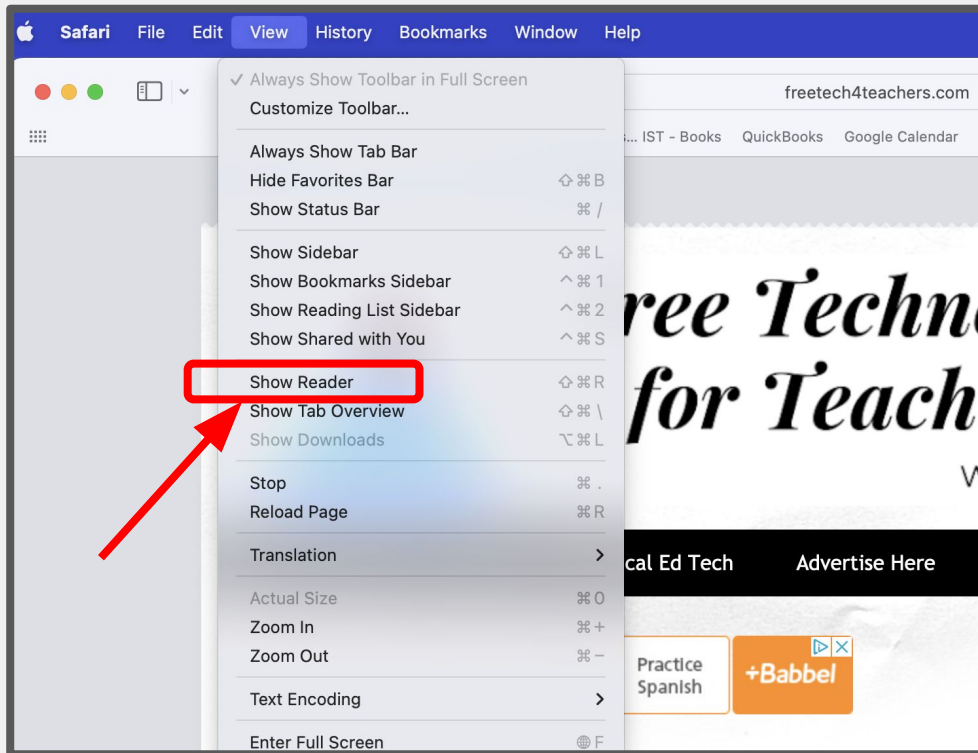 Safari File Edit View History Bookmarks Window Help
✓ Always Show Toolbar in Full Screen
freetech4teachers.com
Customize Toolbar...
... IST - Books QuickBooks Google Calendar
Always Show Tab Bar
Hide Favorites Bar ⇧⌘B
Show Status Bar ⌘/
Show Sidebar ⇧⌘L
Show Bookmarks Sidebar ^⌘1
Show Reading List Sidebar ^⌘2
Show Shared with You ^⌘S
ree Techn
Show Reader ⇧⌘R
Show Tab Overview ⇧⌘\
for Teach
Show Downloads ⌥⌘L
Stop ⌘.
Reload Page ⌘R
Translation >
cal Ed Tech Advertise Here
Actual Size ⌘0
Zoom In ⌘+
Zoom Out ⌘−
Practice
Spanish
+Babbel
Text Encoding >
Enter Full Screen 🌐F